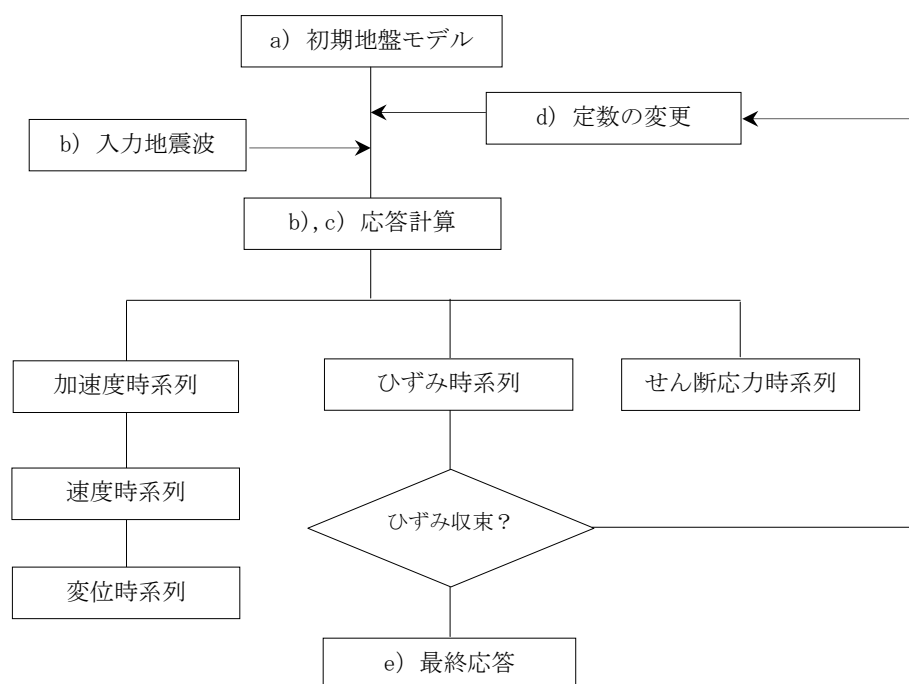 a) 初期地盤モデル
d) 定数の変更
b) 入力地震波
b),c) 応答計算
加速度時系列
ひずみ時系列
せん断応力時系列
速度時系列
ひずみ収束？
変位時系列
e) 最終応答